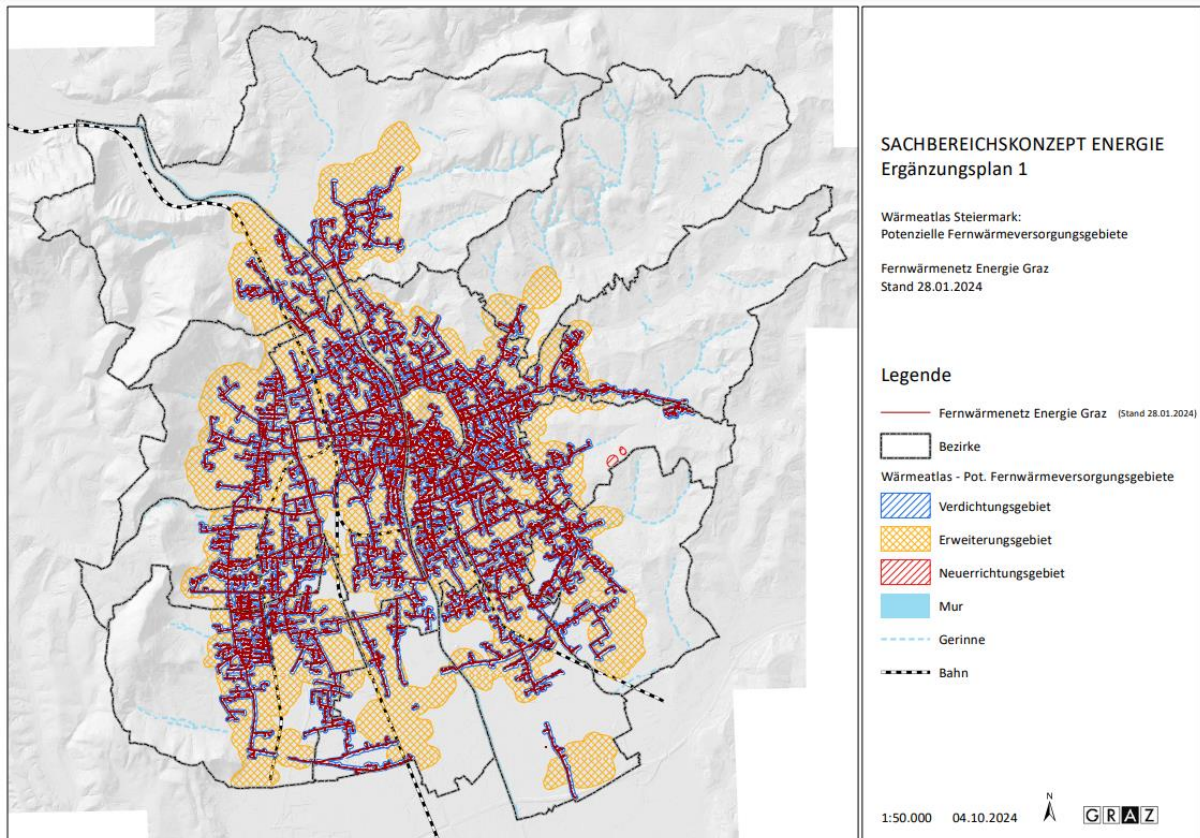 SACHBEREICHSKONZEPT ENERGIE
Ergänzungsplan 1
Wärmeatlas Steiermark:
Potenzielle Fernwärmeversorgungsgebiete
Fernwärmenetz Energie Graz
Stand 28.01.2024
Legende
Fernwärmenetz Energie Graz (Stand 28.01.2024)
Bezirke
Wärmeatlas - Pot. Fernwärmeversorgungsgebiete
Verdichtungsgebiet
Erweiterungsgebiet
Neuerrichtungsgebiet
Mur
Gerinne
Bahn
N
1:50.000 04.10.2024 GRAZ